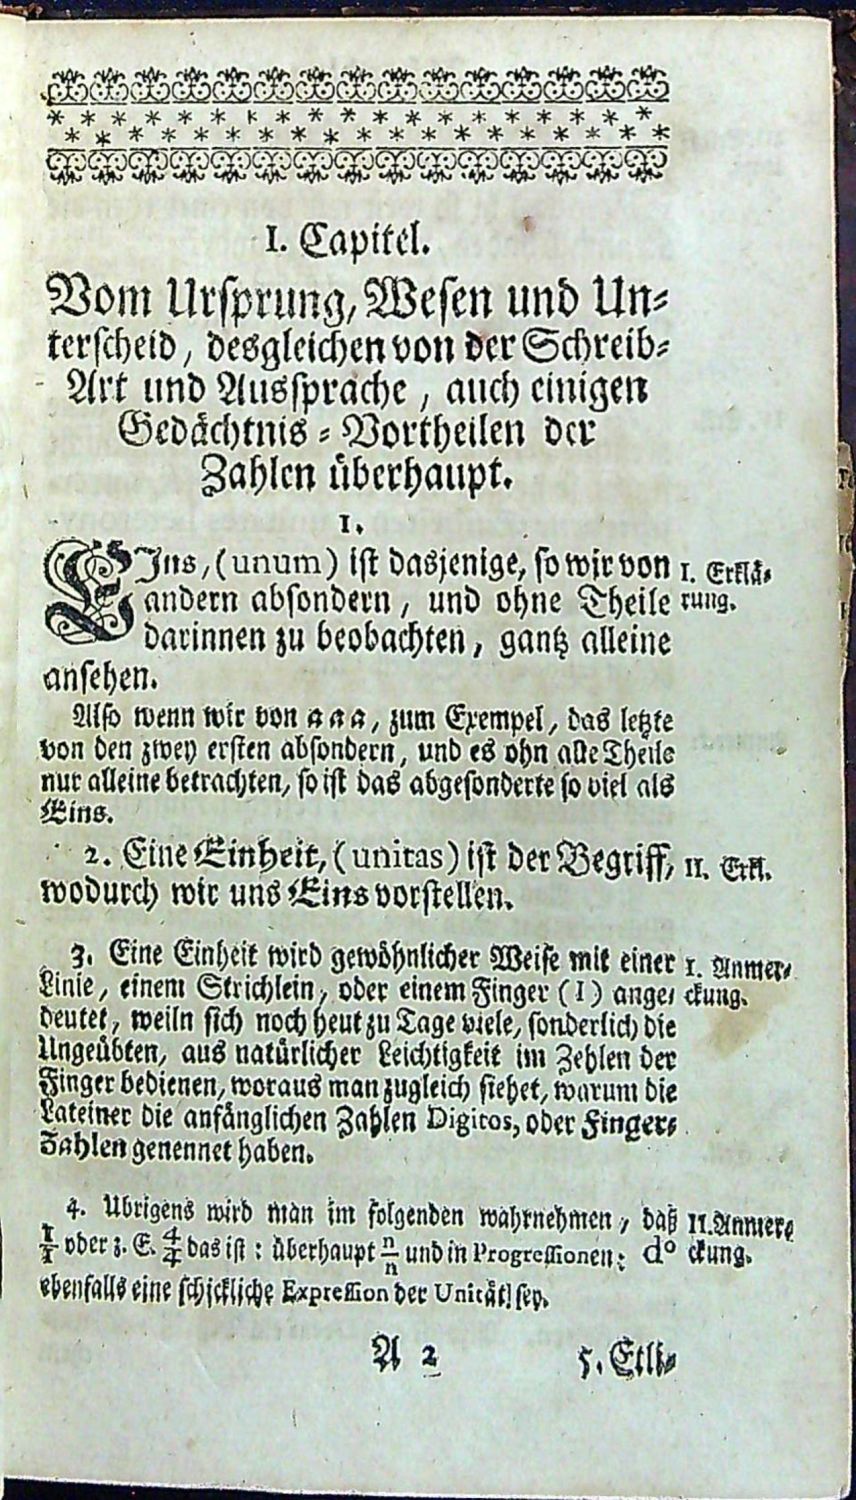 I. Capitel.
Vom Ursprung, Wesen und Un-
terscheid, desgleichen von der Schreib-
Art und Aussprache, auch einigen
Gedächtnis-Vortheilen der
Zahlen überhaupt.
1.
EIns, (unum) ist dasjenige, so wir von
andern absondern, und ohne Theile
darinnen zu beobachten, gantz alleine
ansehen.
I. Erklä-
rung.
Also wenn wir von a a a, zum Exempel, das letzte
von den zwey ersten absondern, und es ohn alle Theile
nur alleine betrachten, so ist das abgesonderte so viel als
Eins.
2. Eine Einheit, (unitas) ist der Begriff,
wodurch wir uns Eins vorstellen.
II. Erkl.
3. Eine Einheit wird gewöhnlicher Weise mit einer
Linie, einem Strichlein, oder einem Finger (I) ange-
deutet, weiln sich noch heut zu Tage viele, sonderlich die
Ungeübten, aus natürlicher Leichtigkeit im Zehlen der
Finger bedienen, woraus man zugleich siehet, warum die
Lateiner die anfänglichen Zahlen Digitos, oder Finger-
Zahlen genennet haben.
I. Anmer-
ckung.
4. Ubrigens wird man im folgenden wahrnehmen, daß
1/1 oder z. E. 4/4 das ist: überhaupt n/n und in Progressionen: d⁰
ebenfalls eine schickliche Expression der Unität sey.
II. Anmer-
ckung.
A 2
5. Etli-